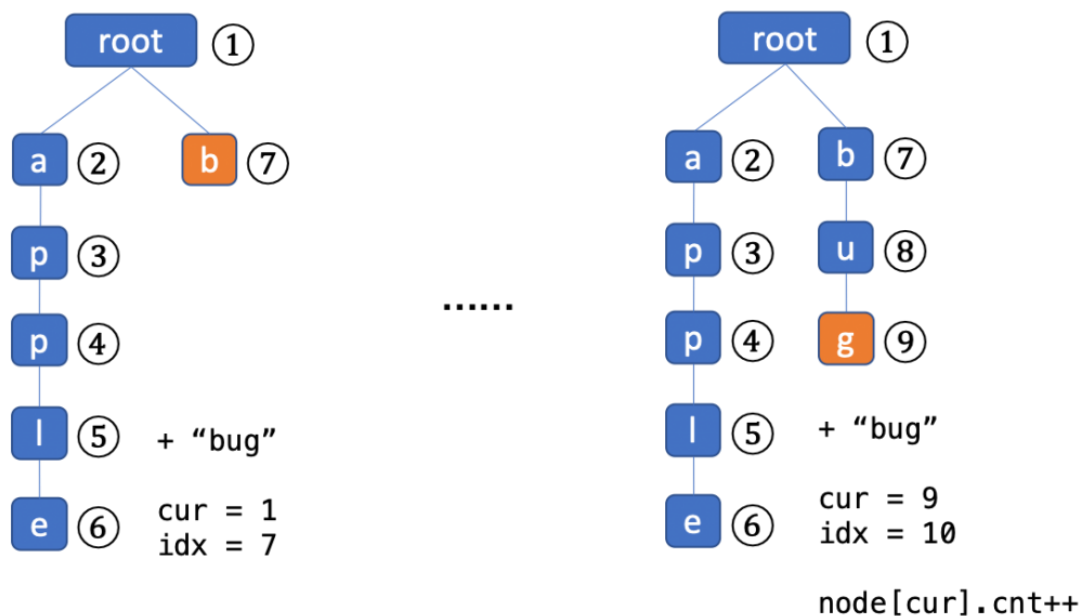 root ①
a ② b ⑦
p ③
p ④
l ⑤
+ “bug”
e ⑥
cur = 1
idx = 7
......
root ①
a ② b ⑦
p ③ u ⑧
p ④ g ⑨
l ⑤
+ “bug”
e ⑥
cur = 9
idx = 10
node[cur].cnt++